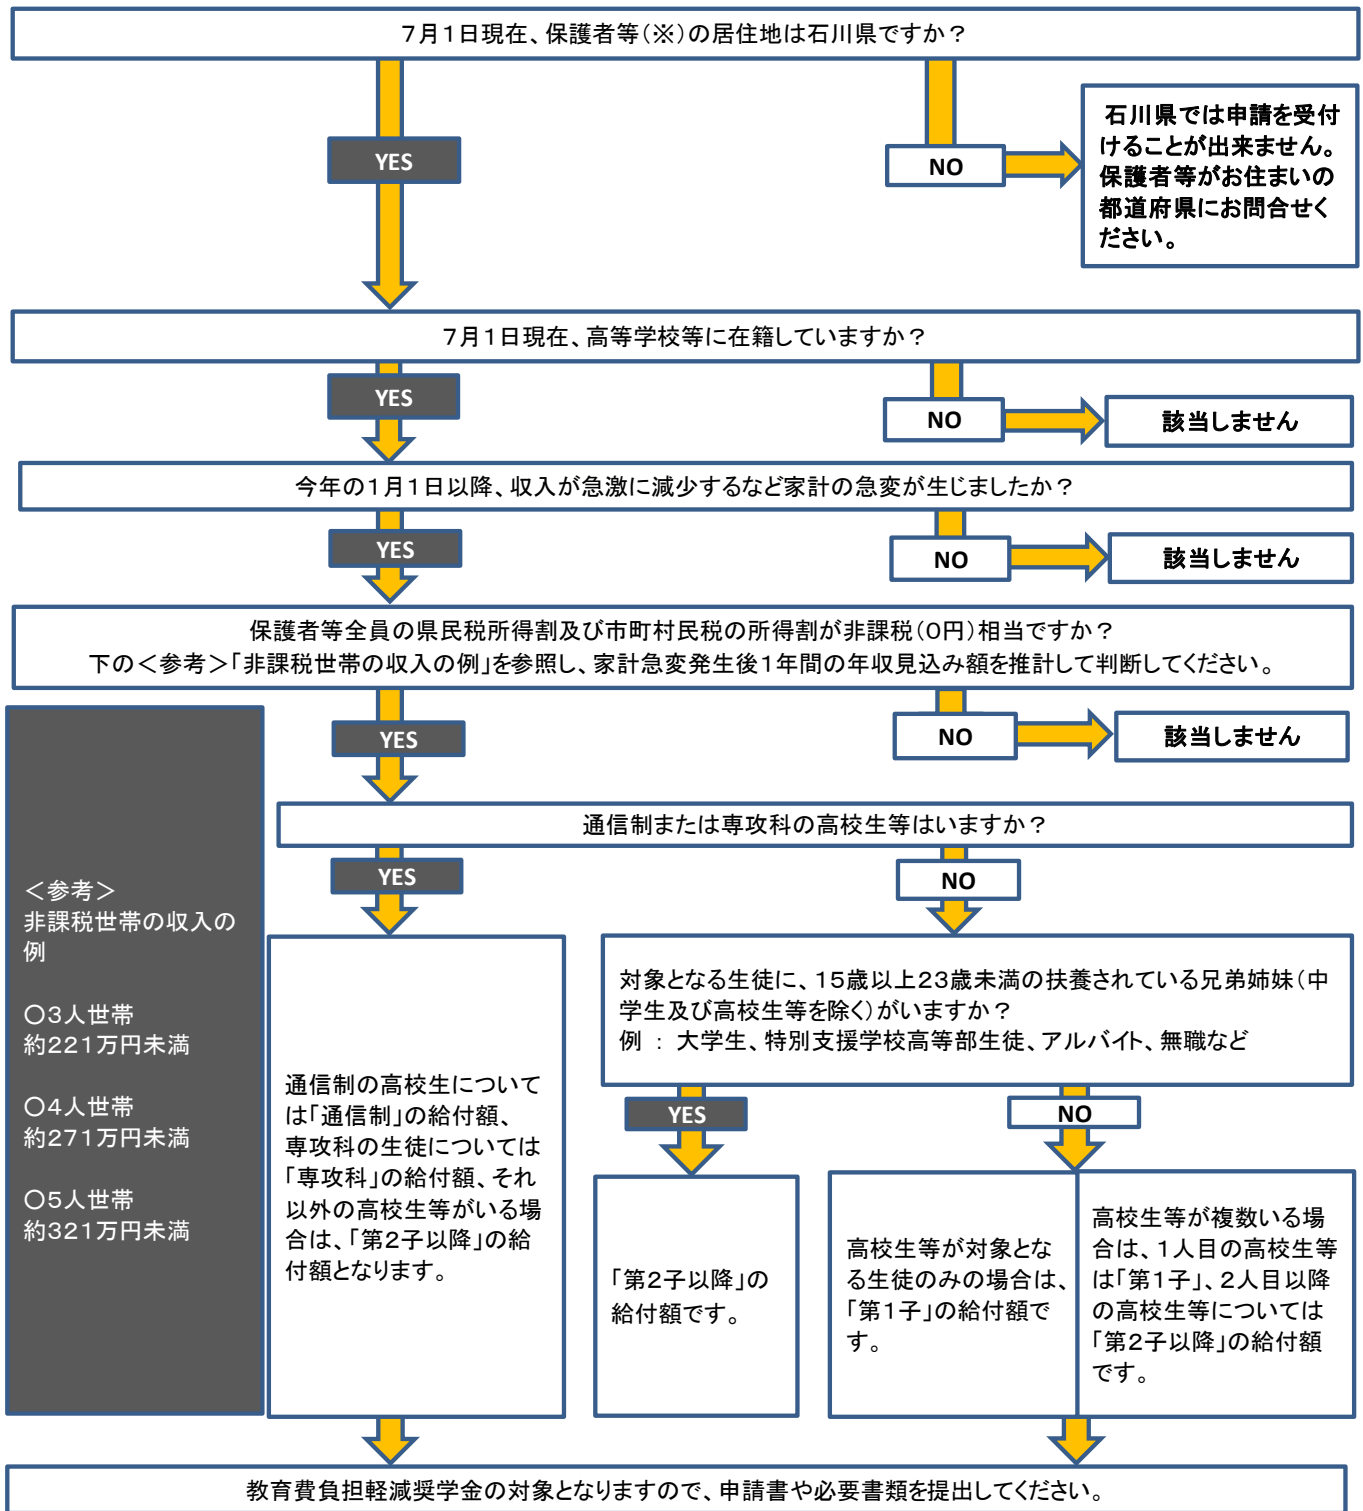 7月1日現在、保護者等(※)の居住地は石川県ですか?
YES
NO
石川県では申請を受付
けることが出来ません。
保護者等がお住まいの
都道府県にお問合せく
ださい。
7月1日現在、高等学校等に在籍していますか?
YES
NO
該当しません
今年の1月1日以降、収入が急激に減少するなど家計の急変が生じましたか?
YES
NO
該当しません
保護者等全員の県民税所得割及び市町村民税の所得割が非課税(0円)相当ですか?
下の<参考>「非課税世帯の収入の例」を参照し、家計急変発生後1年間の年収見込み額を推計して判断してください。
YES
NO
該当しません
<参考>
非課税世帯の収入の
例
○3人世帯
約221万円未満
○4人世帯
約271万円未満
○5人世帯
約321万円未満
通信制または専攻科の高校生等はいますか?
YES
NO
通信制の高校生について
は「通信制」の給付額、
専攻科の生徒については
「専攻科」の給付額、それ
以外の高校生等がいる場
合は、「第2子以降」の給
付額となります。
対象となる生徒に、15歳以上23歳未満の扶養されている兄弟姉妹(中
学生及び高校生等を除く)がいますか?
例 : 大学生、特別支援学校高等部生徒、アルバイト、無職など
YES
NO
「第2子以降」の
給付額です。
高校生等が対象とな
る生徒のみの場合は、
「第1子」の給付額で
す。
高校生等が複数いる場
合は、1人目の高校生等
は「第1子」、2人目以降
の高校生等については
「第2子以降」の給付額
です。
教育費負担軽減奨学金の対象となりますので、申請書や必要書類を提出してください。